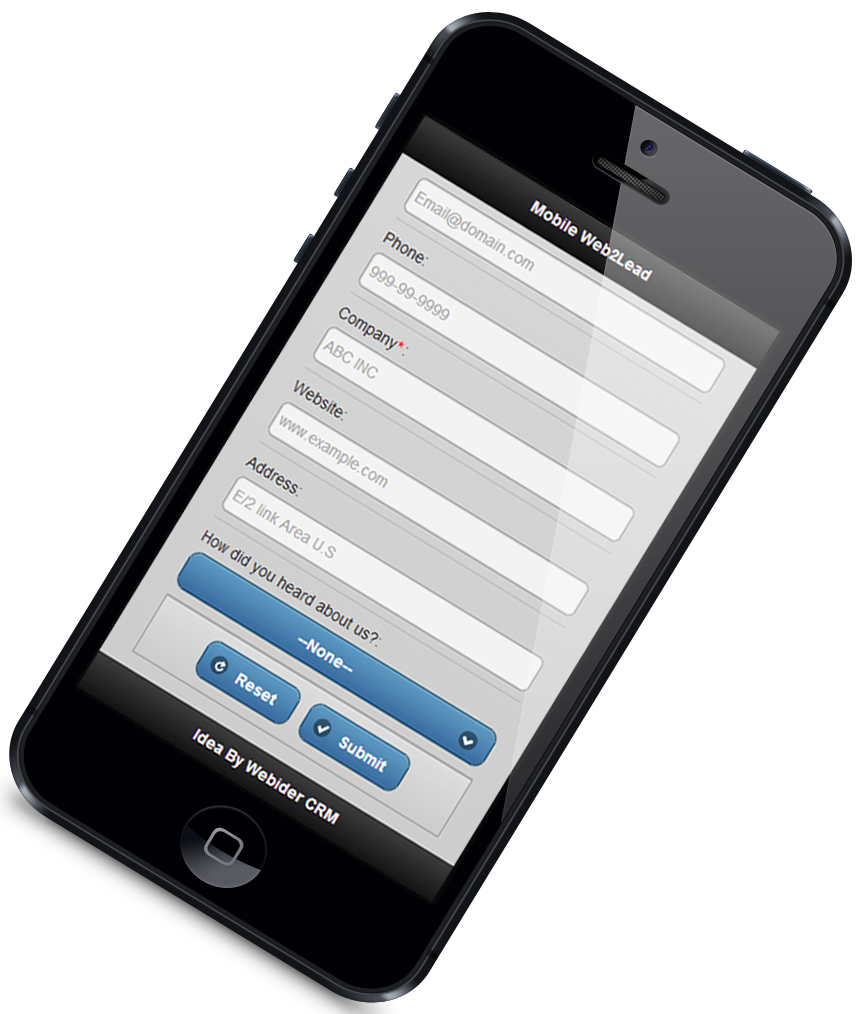 Mobile Web2Lead
Email@domain.com
Phone:
999-99-9999
Company*:
ABC INC
Website:
www.example.com
Address:
E/2 link Area U.S
How did you heard about us?:
--None--
Reset
Submit
Idea By Webider CRM